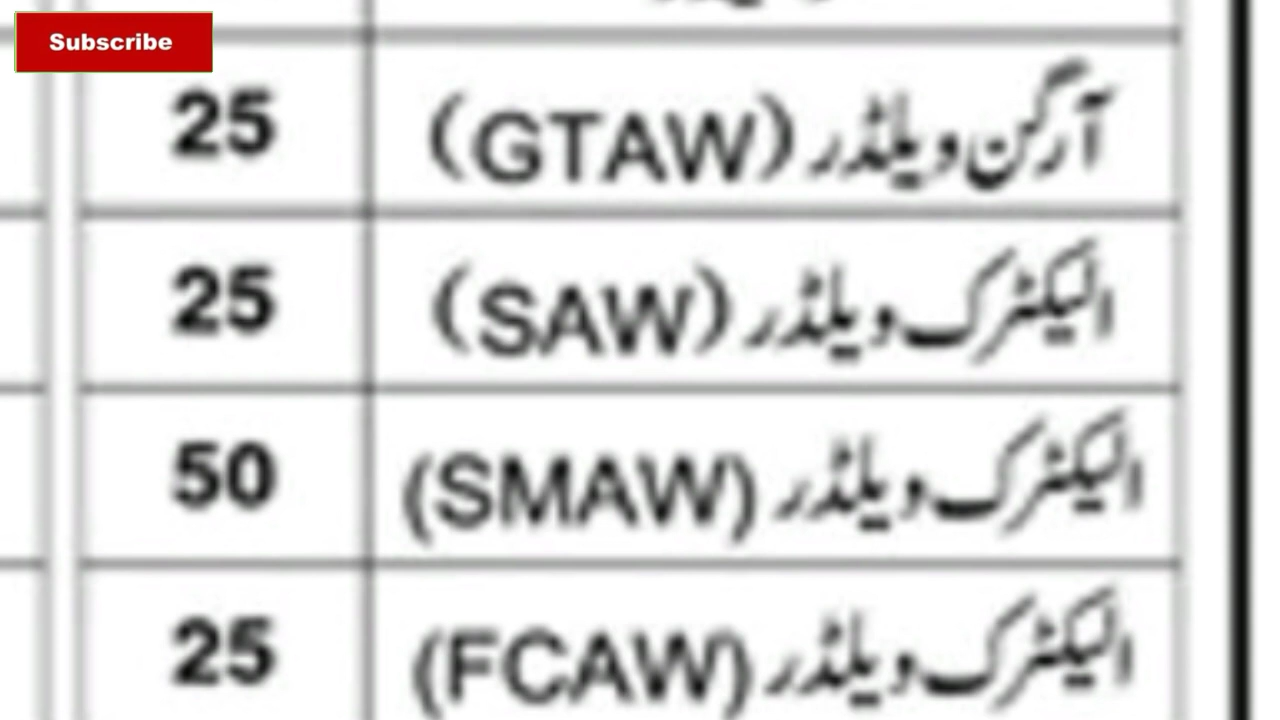 Subscribe
آرگن ویلڈر (GTAW) 25
الیکٹرک ویلڈر (SAW) 25
الیکٹرک ویلڈر (SMAW) 50
الیکٹرک ویلڈر (FCAW) 25